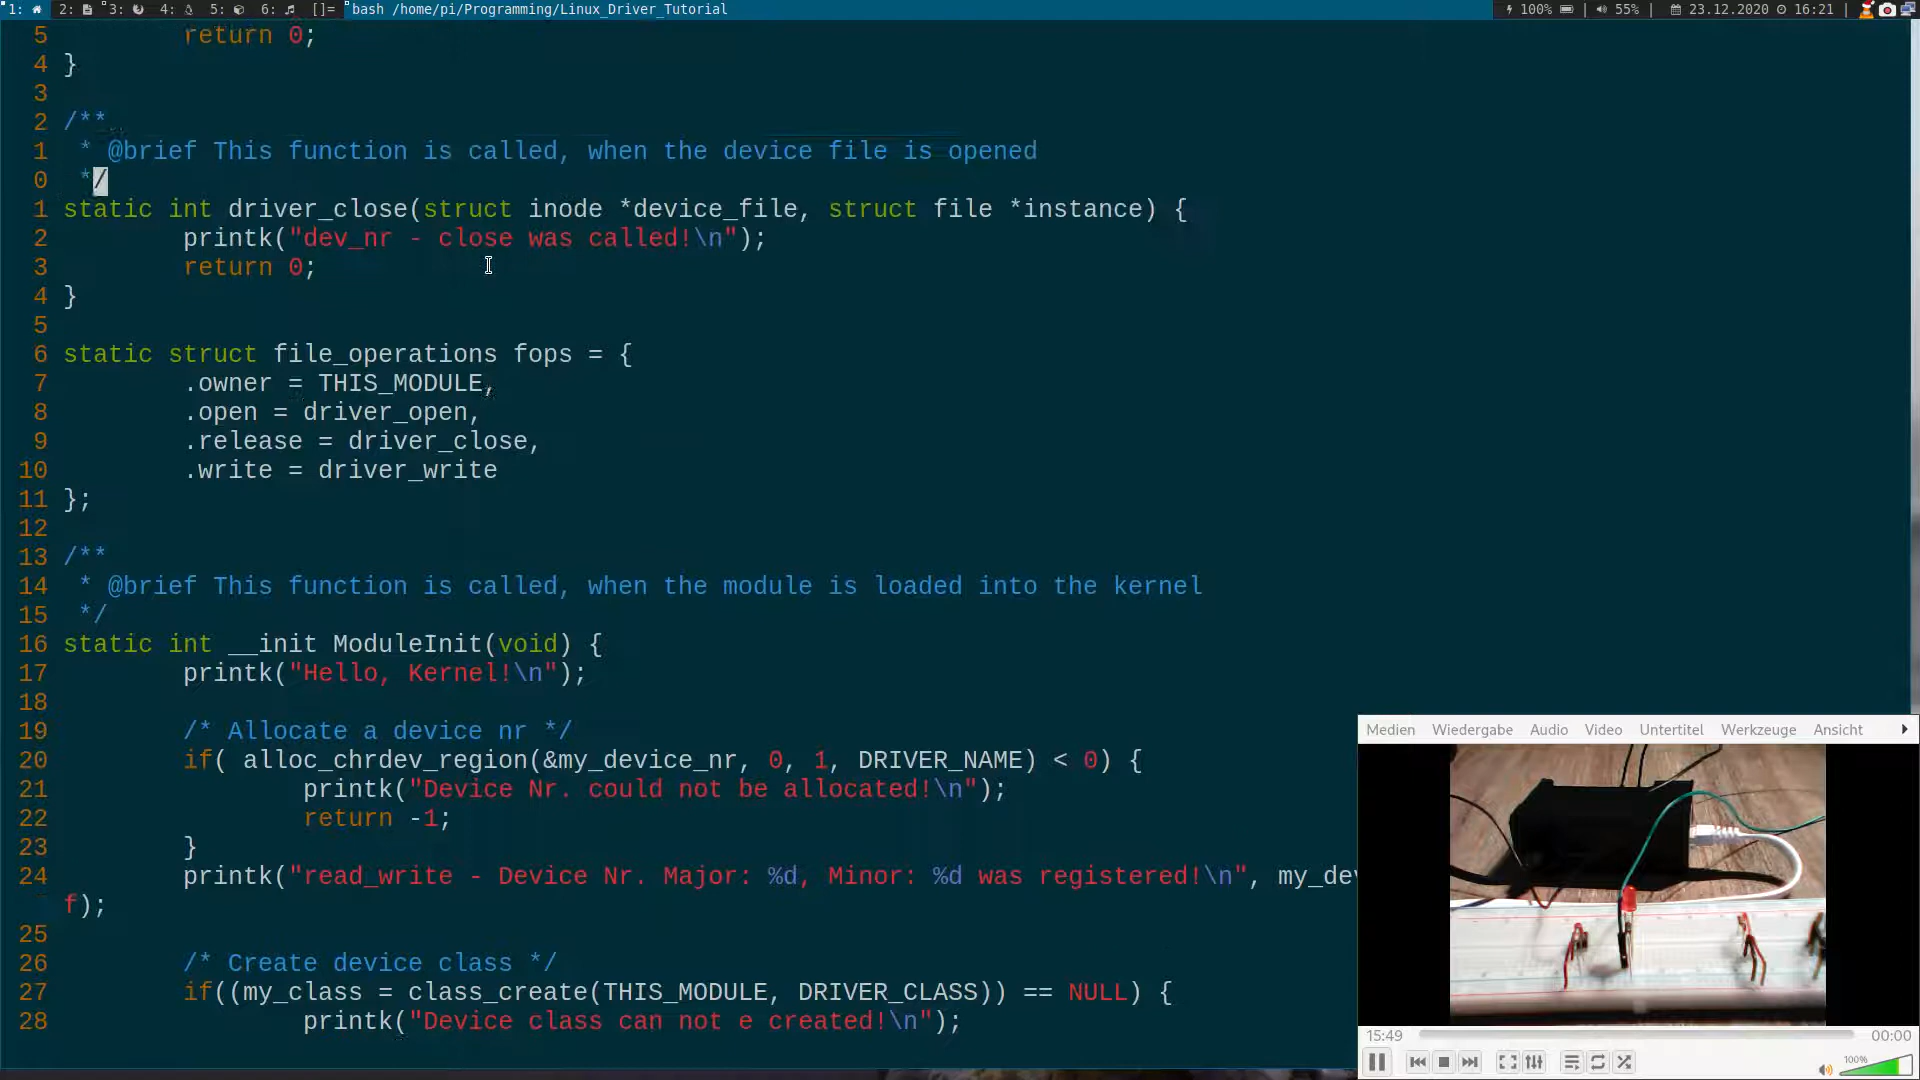 1: 2: 3: 4: 5: 6: []= bash /home/pi/Programming/Linux_Driver_Tutorial 100% 55% 23.12.2020 16:21
5 return 0;
4 }
3
2 /**
1 * @brief This function is called, when the device file is opened
0 */
1 static int driver_close(struct inode *device_file, struct file *instance) {
2 printk("dev_nr - close was called!\n");
3 return 0;
4 }
5
6 static struct file_operations fops = {
7 .owner = THIS_MODULE,
8 .open = driver_open,
9 .release = driver_close,
10 .write = driver_write
11 };
12
13 /**
14 * @brief This function is called, when the module is loaded into the kernel
15 */
16 static int __init ModuleInit(void) {
17 printk("Hello, Kernel!\n");
18
19 /* Allocate a device nr */
20 if( alloc_chrdev_region(&my_device_nr, 0, 1, DRIVER_NAME) < 0) {
21 printk("Device Nr. could not be allocated!\n");
22 return -1;
23 }
24 printk("read_write - Device Nr. Major: %d, Minor: %d was registered!\n", my_dev
f);
25
26 /* Create device class */
27 if((my_class = class_create(THIS_MODULE, DRIVER_CLASS)) == NULL) {
28 printk("Device class can not e created!\n");
Medien Wiedergabe Audio Video Untertitel Werkzeuge Ansicht
15:49 00:00
100%